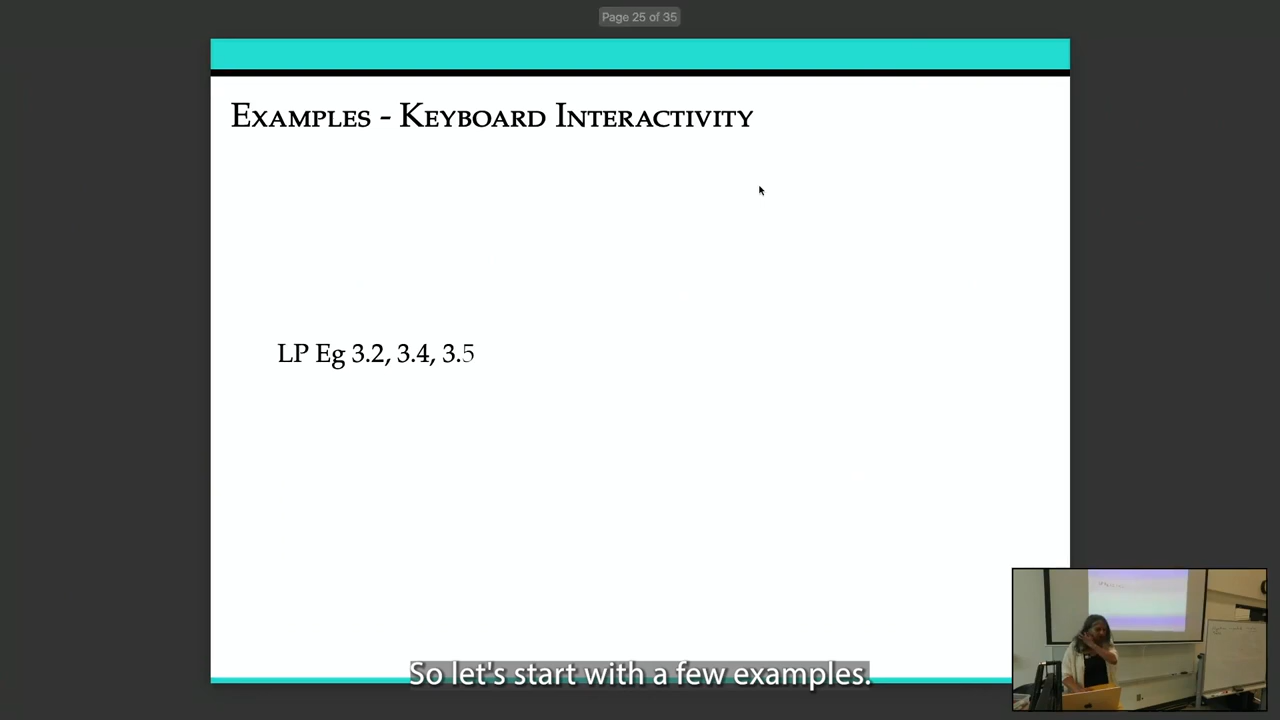 Page 25 of 35
Examples - Keyboard Interactivity
LP Eg 3.2, 3.4, 3.5
So let's start with a few examples.